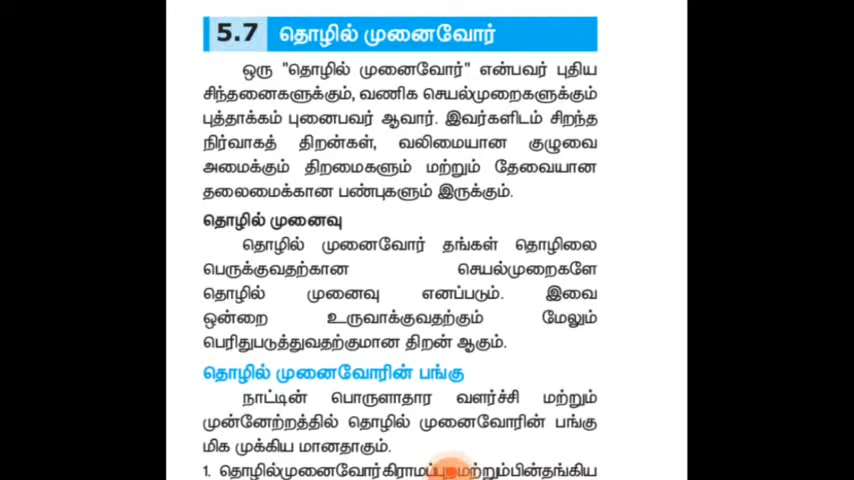 5.7 தொழில் முனைவோர்
ஒரு "தொழில் முனைவோர்" என்பவர் புதிய
சிந்தனைகளுக்கும், வணிக செயல்முறைகளுக்கும்
புத்தாக்கம் புனைபவர் ஆவார். இவர்களிடம் சிறந்த
நிர்வாகத் திறன்கள், வலிமையான குழுவை
அமைக்கும் திறமைகளும் மற்றும் தேவையான
தலைமைக்கான பண்புகளும் இருக்கும்.
தொழில் முனைவு
தொழில் முனைவோர் தங்கள் தொழிலை
பெருக்குவதற்கான செயல்முறைகளே
தொழில் முனைவு எனப்படும். இவை
ஒன்றை உருவாக்குவதற்கும் மேலும்
பெரிதுபடுத்துவதற்குமான திறன் ஆகும்.
தொழில் முனைவோரின் பங்கு
நாட்டின் பொருளாதார வளர்ச்சி மற்றும்
முன்னேற்றத்தில் தொழில் முனைவோரின் பங்கு
மிக முக்கிய மானதாகும்.
1. தொழில்முனைவோர்கிராமப்புறமற்றும்பின்தங்கிய